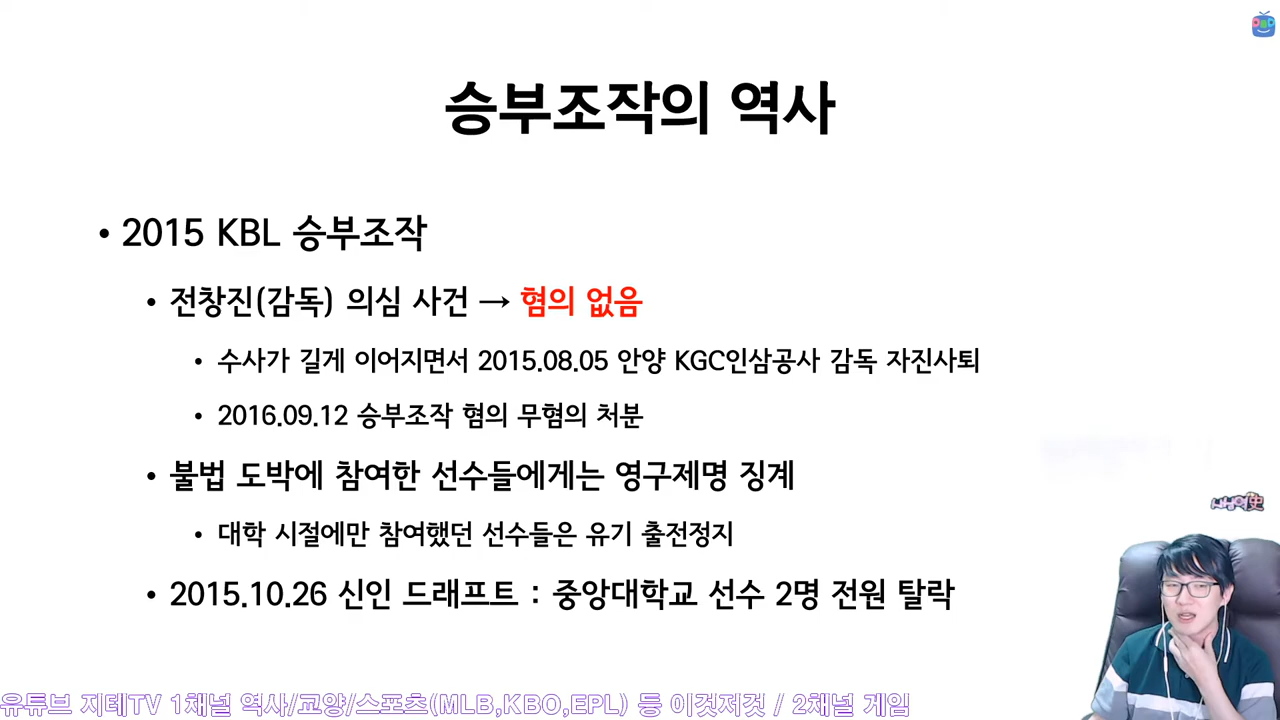 승부조작의 역사
• 2015 KBL 승부조작
• 전창진(감독) 의심 사건 → 혐의 없음
• 수사가 길게 이어지면서 2015.08.05 안양 KGC인삼공사 감독 자진사퇴
• 2016.09.12 승부조작 혐의 무혐의 처분
• 불법 도박에 참여한 선수들에게는 영구제명 징계
• 대학 시절에만 참여했던 선수들은 유기 출전정지
• 2015.10.26 신인 드래프트 : 중앙대학교 선수 2명 전원 탈락
유튜브 지테TV 1채널 역사/교양/스포츠(MLB,KBO,EPL) 등 이것저것 / 2채널 게임